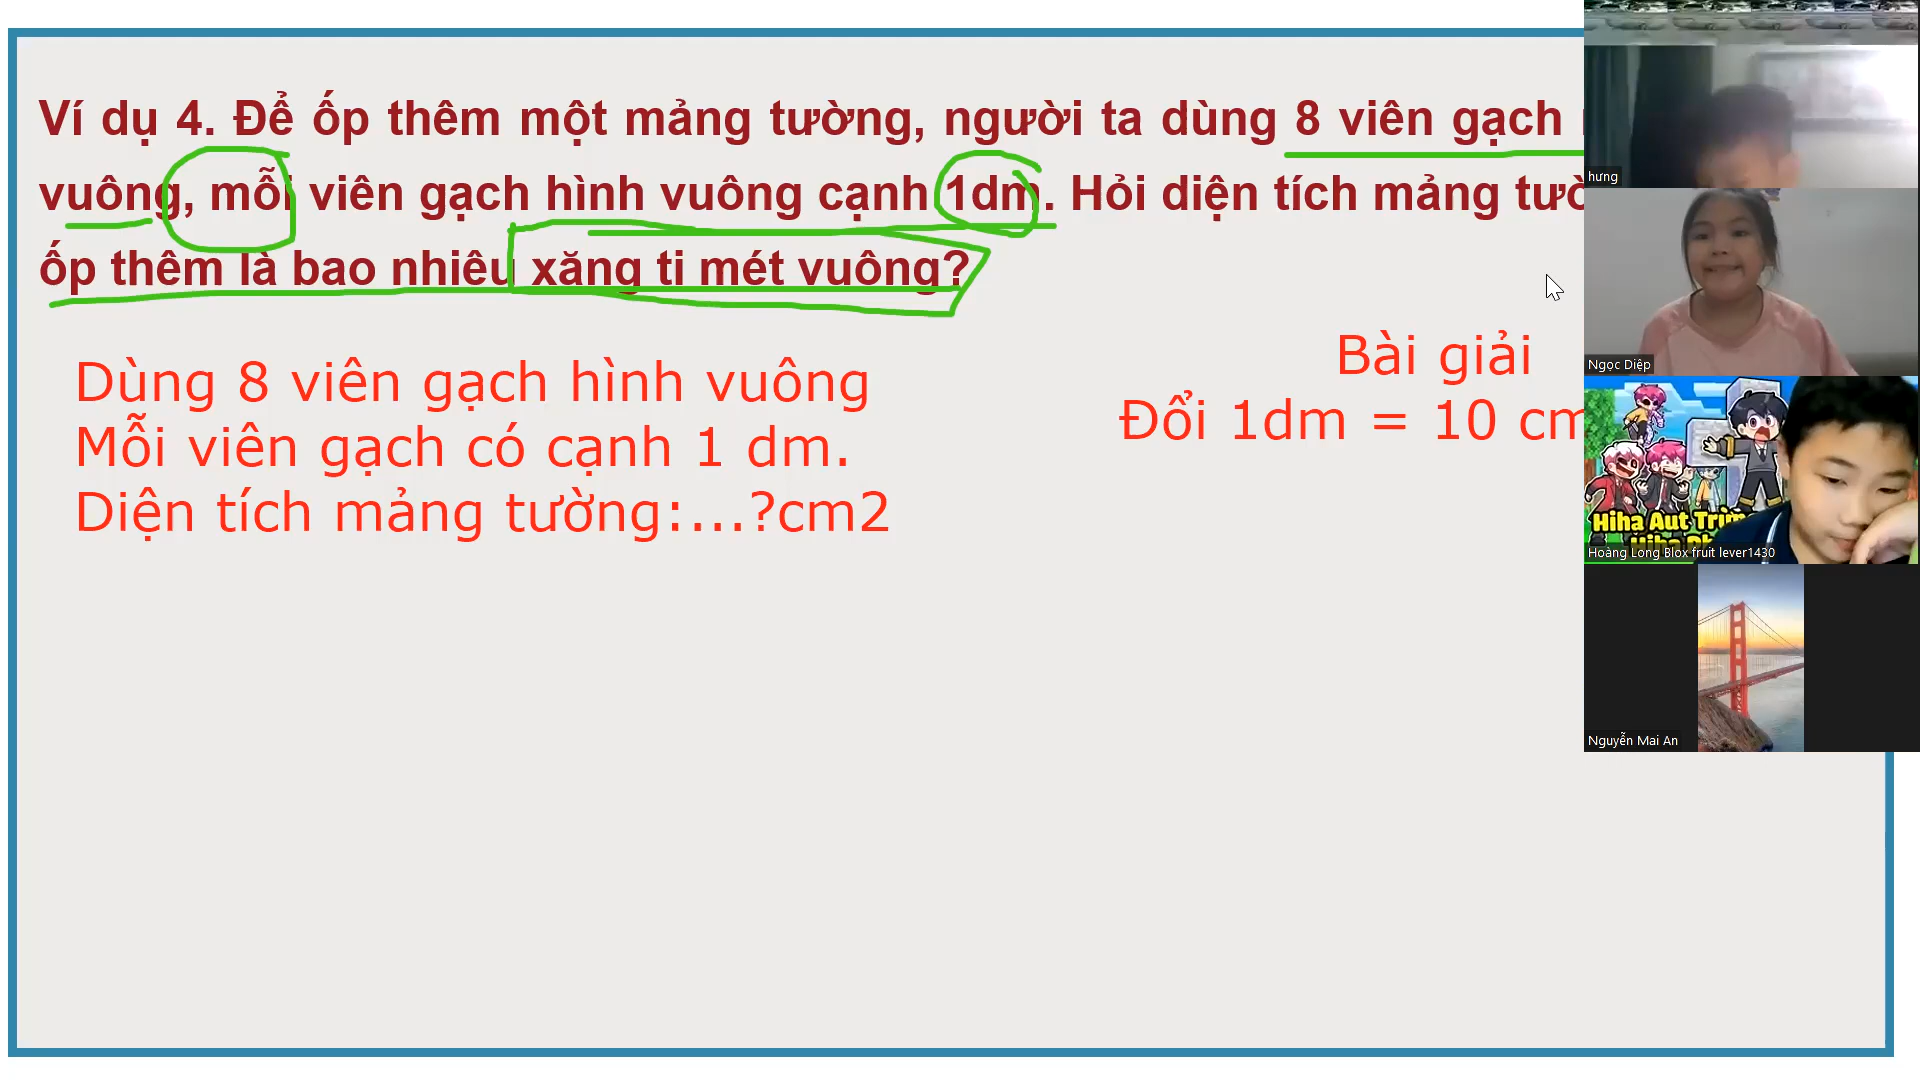 Ví dụ 4. Để ốp thêm một mảng tường, người ta dùng 8 viên gạch
vuông, mỗi viên gạch hình vuông cạnh 1dm. Hỏi diện tích mảng
ốp thêm là bao nhiêu xăng ti mét vuông?
Dùng 8 viên gạch hình vuông
Mỗi viên gạch có cạnh 1 dm.
Diện tích mảng tường:...?cm2
Bài giải
Đổi 1dm = 10 cm
hưng
Ngọc Diệp
Hiha Aut
Hoàng Long Blox fruit lever1430
Nguyễn Mai An